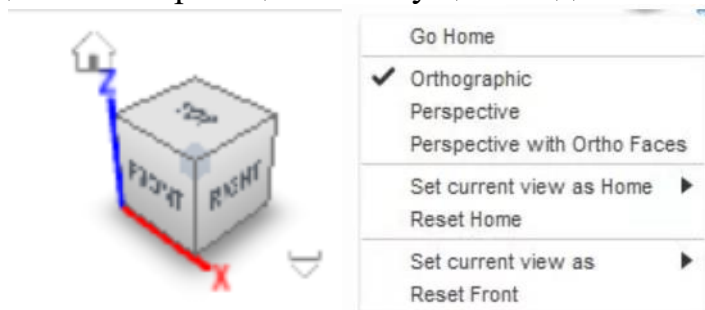 Z
FRONT
RIGHT
X
Go Home
✔ Orthographic
Perspective
Perspective with Ortho Faces
Set current view as Home
Reset Home
Set current view as
Reset Front